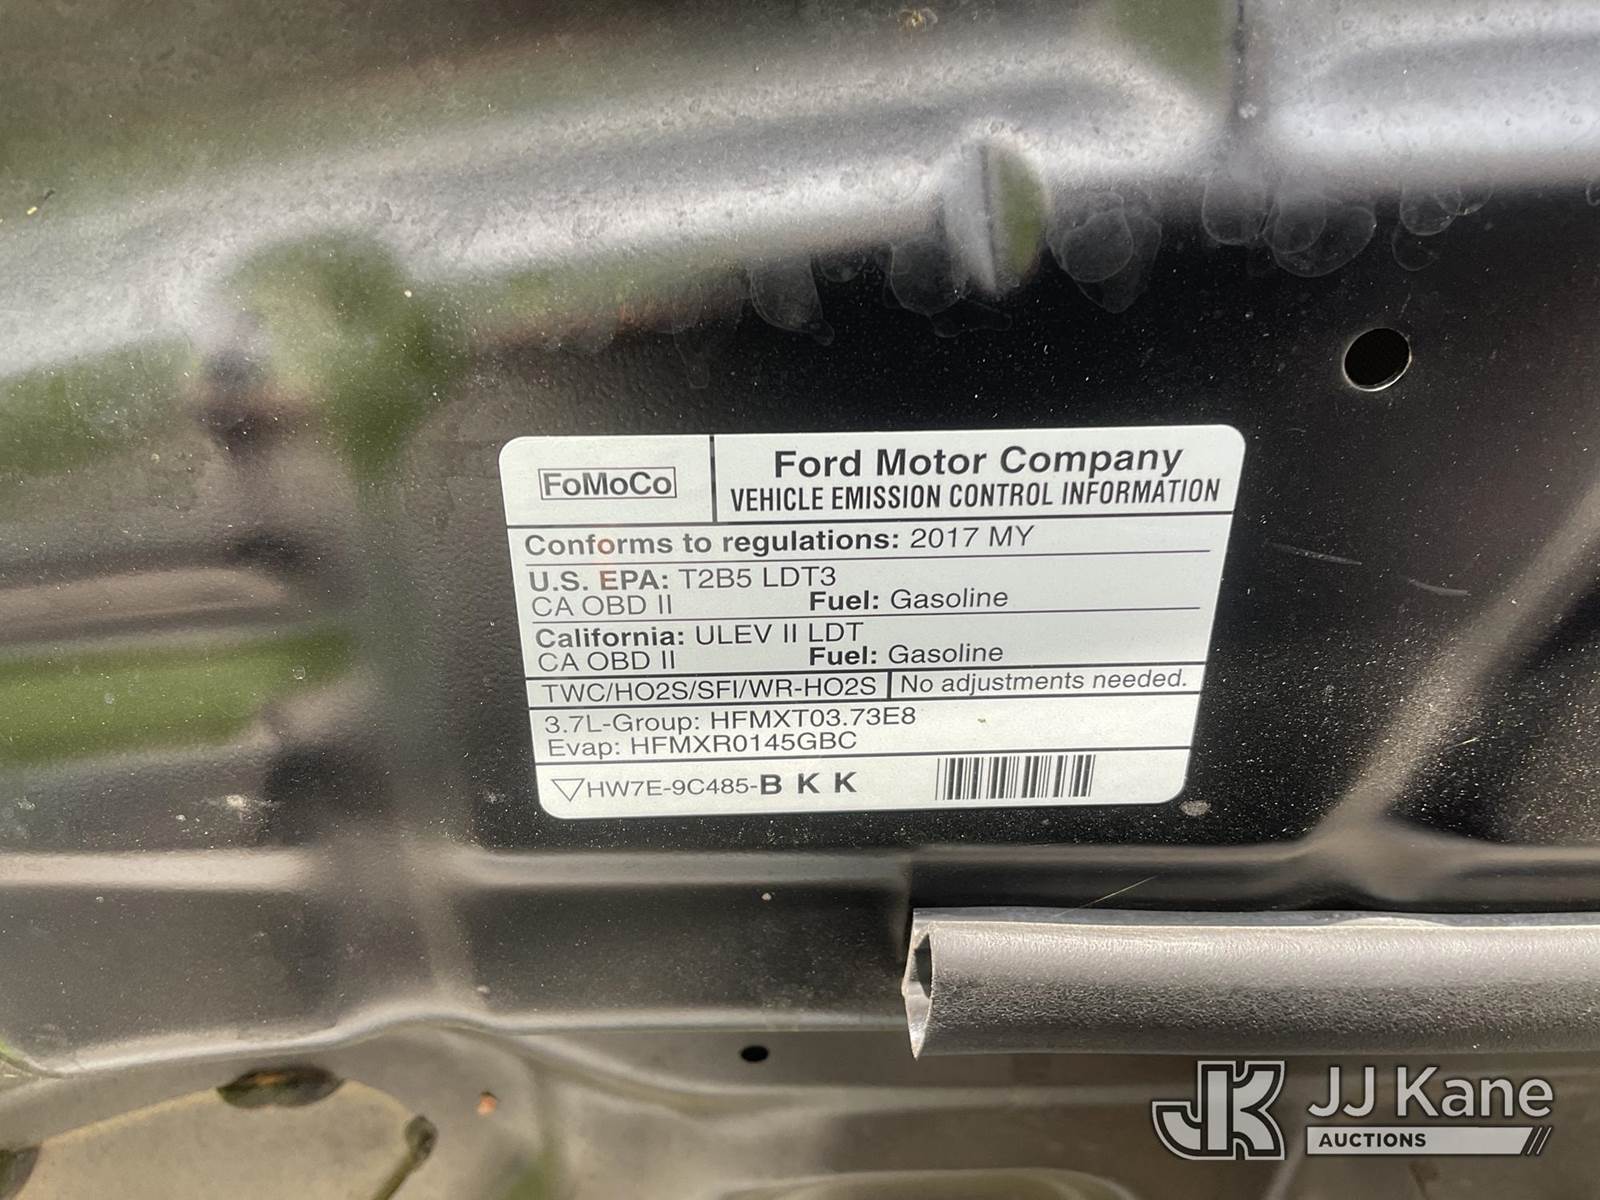 FoMoCo
Ford Motor Company
VEHICLE EMISSION CONTROL INFORMATION
Conforms to regulations: 2017 MY
U.S. EPA: T2B5 LDT3
CA OBD II Fuel: Gasoline
California: ULEV II LDT
CA OBD II Fuel: Gasoline
TWC/HO2S/SFI/WR-HO2S No adjustments needed.
3.7L-Group: HFMXT03.73E8
Evap: HFMXR0145GBC
HW7E-9C485-B K K
JK JJ Kane
AUCTIONS